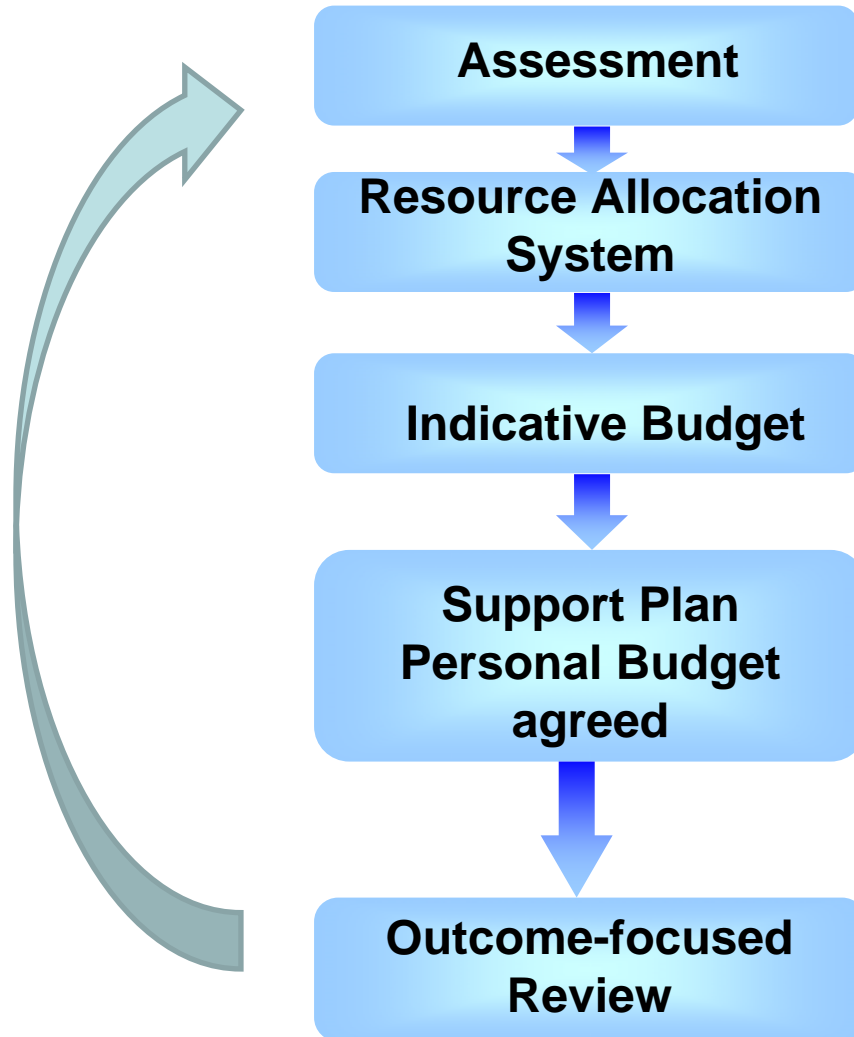 Assessment
Resource Allocation
System
Indicative Budget
Support Plan
Personal Budget
agreed
Outcome-focused
Review